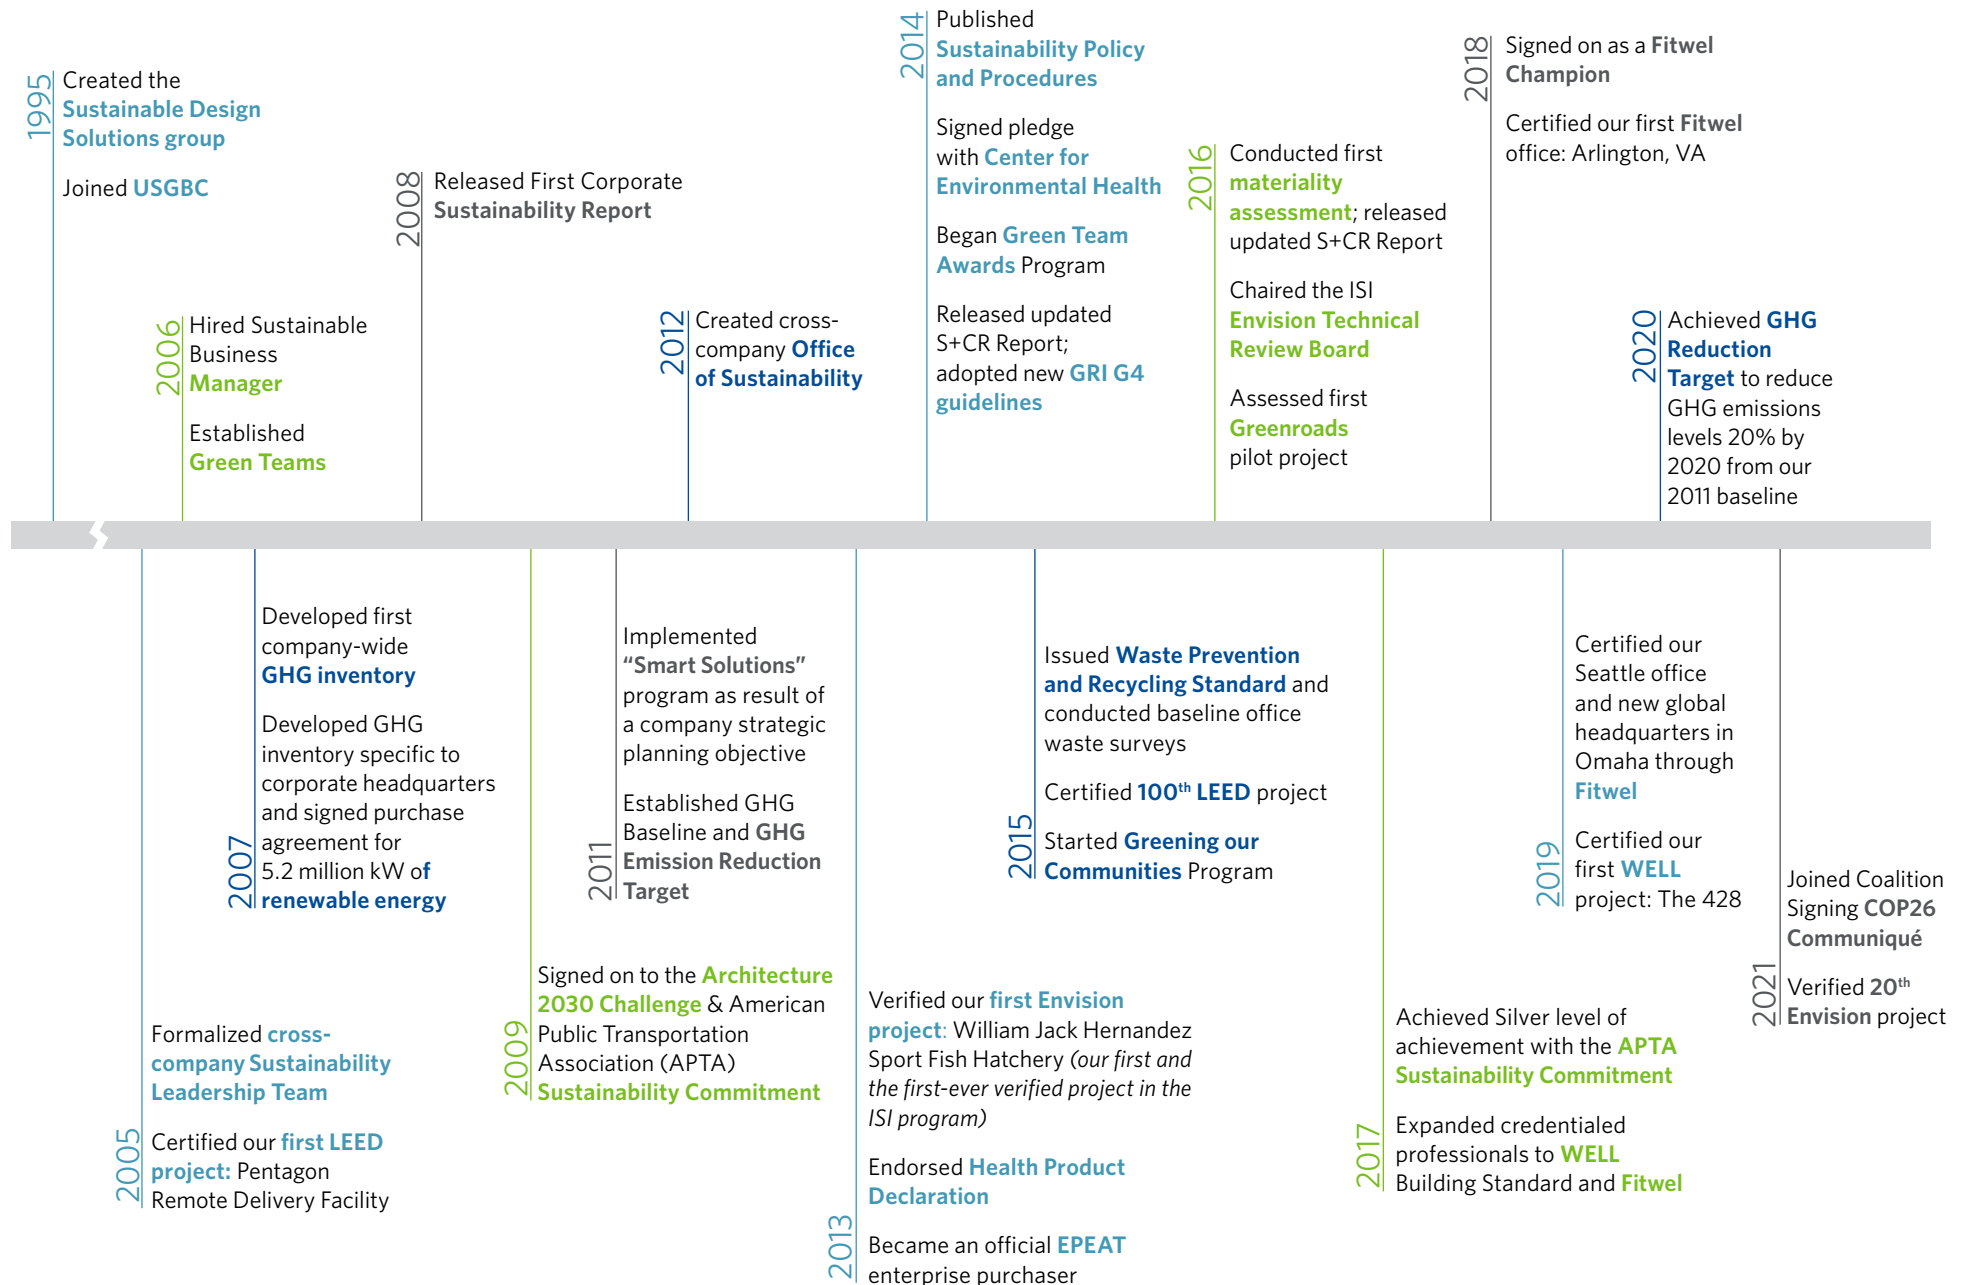 1995
Created the
Sustainable Design
Solutions group
Joined USGBC
2006
Hired Sustainable
Business
Manager
Established
Green Teams
2008
Released First Corporate
Sustainability Report
2012
Created cross-
company Office
of Sustainability
2014
Published
Sustainability Policy
and Procedures
Signed pledge
with Center for
Environmental Health
Began Green Team
Awards Program
Released updated
S+CR Report;
adopted new GRI G4
guidelines
2016
Conducted first
materiality
assessment; released
updated S+CR Report
Chaired the ISI
Envision Technical
Review Board
Assessed first
Greenroads
pilot project
2018
Signed on as a Fitwel
Champion
Certified our first Fitwel
office: Arlington, VA
2020
Achieved GHG
Reduction
Target to reduce
GHG emissions
levels 20% by
2020 from our
2011 baseline
2005
Formalized cross-
company Sustainability
Leadership Team
Certified our first LEED
project: Pentagon
Remote Delivery Facility
2007
Developed first
company-wide
GHG inventory
Developed GHG
inventory specific to
corporate headquarters
and signed purchase
agreement for
5.2 million kW of
renewable energy
2009
Signed on to the Architecture
2030 Challenge & American
Public Transportation
Association (APTA)
Sustainability Commitment
2011
Implemented
“Smart Solutions”
program as result of
a company strategic
planning objective
Established GHG
Baseline and GHG
Emission Reduction
Target
2013
Verified our first Envision
project: William Jack Hernandez
Sport Fish Hatchery (our first and
the first-ever verified project in the
ISI program)
Endorsed Health Product
Declaration
Became an official EPEAT
enterprise purchaser
2015
Issued Waste Prevention
and Recycling Standard and
conducted baseline office
waste surveys
Certified 100th LEED project
Started Greening our
Communities Program
2017
Achieved Silver level of
achievement with the APTA
Sustainability Commitment
Expanded credentialed
professionals to WELL
Building Standard and Fitwel
2019
Certified our
Seattle office
and new global
headquarters in
Omaha through
Fitwel
Certified our
first WELL
project: The 428
2021
Joined Coalition
Signing COP26
Communiqué
Verified 20th
Envision project